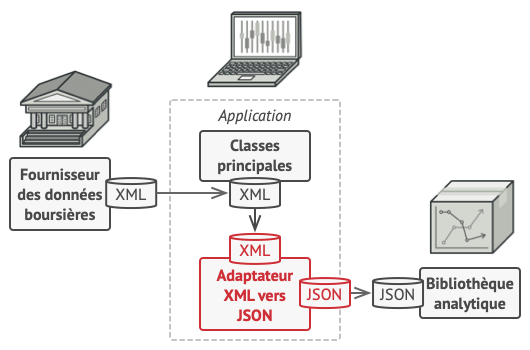 Application
Fournisseur
des données
boursières
XML
Classes
principales
XML
XML
Adaptateur
XML vers
JSON
JSON
JSON
Bibliothèque
analytique